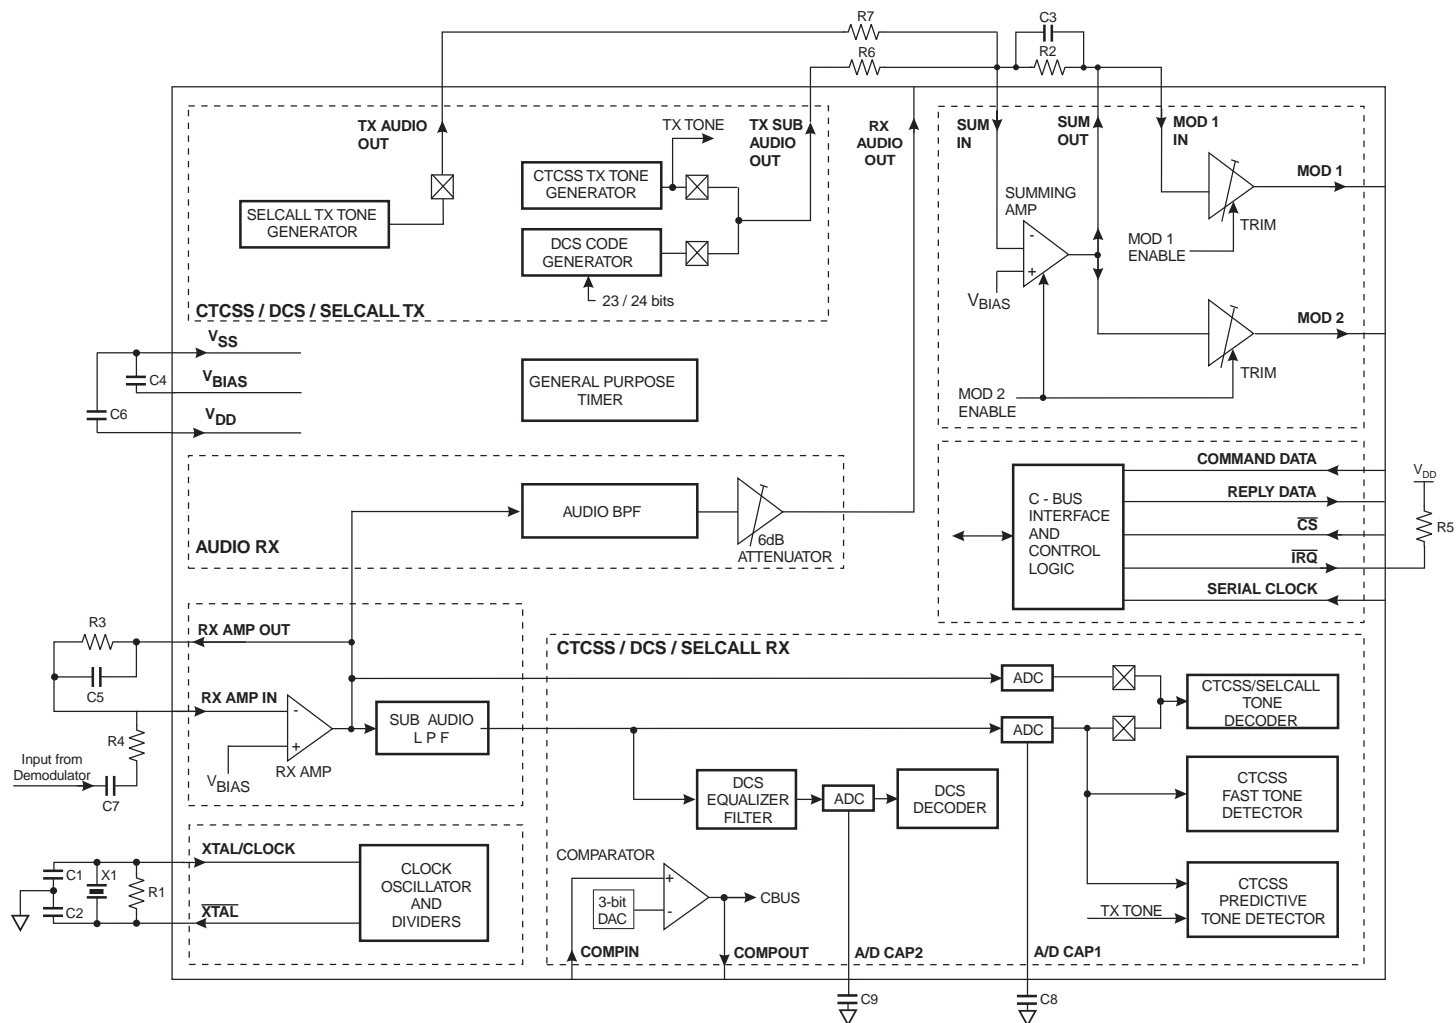 R7
C3
R6
R2
TX AUDIO
OUT
TX TONE
TX SUB
AUDIO
OUT
RX
AUDIO
OUT
SUM
IN
SUM
OUT
MOD 1
IN
CTCSS TX TONE
GENERATOR
SELCALL TX TONE
GENERATOR
DCS CODE
GENERATOR
23 / 24 bits
CTCSS / DCS / SELCALL TX
SUMMING
AMP
-
+
VBIAS
MOD 1
TRIM
MOD 1
ENABLE
MOD 2
TRIM
MOD 2
ENABLE
VSS
C4
VBIAS
C6
VDD
GENERAL PURPOSE
TIMER
AUDIO BPF
6dB
ATTENUATOR
AUDIO RX
C - BUS
INTERFACE
AND
CONTROL
LOGIC
COMMAND DATA
REPLY DATA
CS
IRQ
SERIAL CLOCK
VDD
R5
R3
RX AMP OUT
C5
RX AMP IN
R4
Input from
Demodulator
C7
-
+
VBIAS
RX AMP
SUB AUDIO
L P F
CTCSS / DCS / SELCALL RX
ADC
CTCSS/SELCALL
TONE
DECODER
ADC
DCS
EQUALIZER
FILTER
ADC
DCS
DECODER
CTCSS
FAST TONE
DETECTOR
CTCSS
PREDICTIVE
TONE DETECTOR
TX TONE
XTAL/CLOCK
C1
X1
R1
C2
XTAL
CLOCK
OSCILLATOR
AND
DIVIDERS
COMPARATOR
+
-
3-bit
DAC
CBUS
COMPIN
COMPOUT
A/D CAP2
A/D CAP1
C9
C8